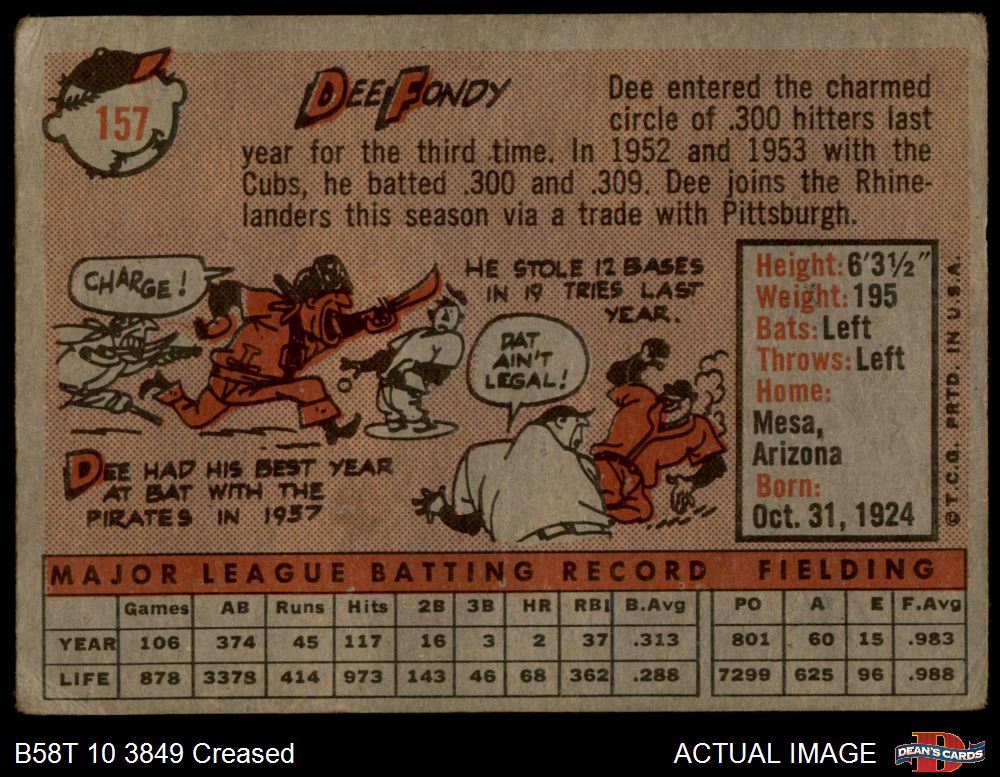 157
DEE FONDY
Dee entered the charmed
circle of .300 hitters last
year for the third time. In 1952 and 1953 with the
Cubs, he batted .300 and .309. Dee joins the Rhine-
landers this season via a trade with Pittsburgh.
CHARGE!
HE STOLE 12 BASES
IN 19 TRIES LAST
YEAR.
DAT
AIN'T
LEGAL!
DEE HAD HIS BEST YEAR
AT BAT WITH THE
PIRATES IN 1957
Height: 6'3½"
Weight: 195
Bats: Left
Throws: Left
Home:
Mesa,
Arizona
Born:
Oct. 31, 1924
© T.C.G. PRTD. IN U.S.A.
MAJOR LEAGUE BATTING RECORD FIELDING
Games AB Runs Hits 2B 3B HR RBI B.Avg PO A E F.Avg
YEAR 106 374 45 117 16 3 2 37 .313 801 60 15 .983
LIFE 878 3378 414 973 143 46 68 362 .288 7299 625 96 .988
B58T 10 3849 Creased
ACTUAL IMAGE
DEAN'S CARDS